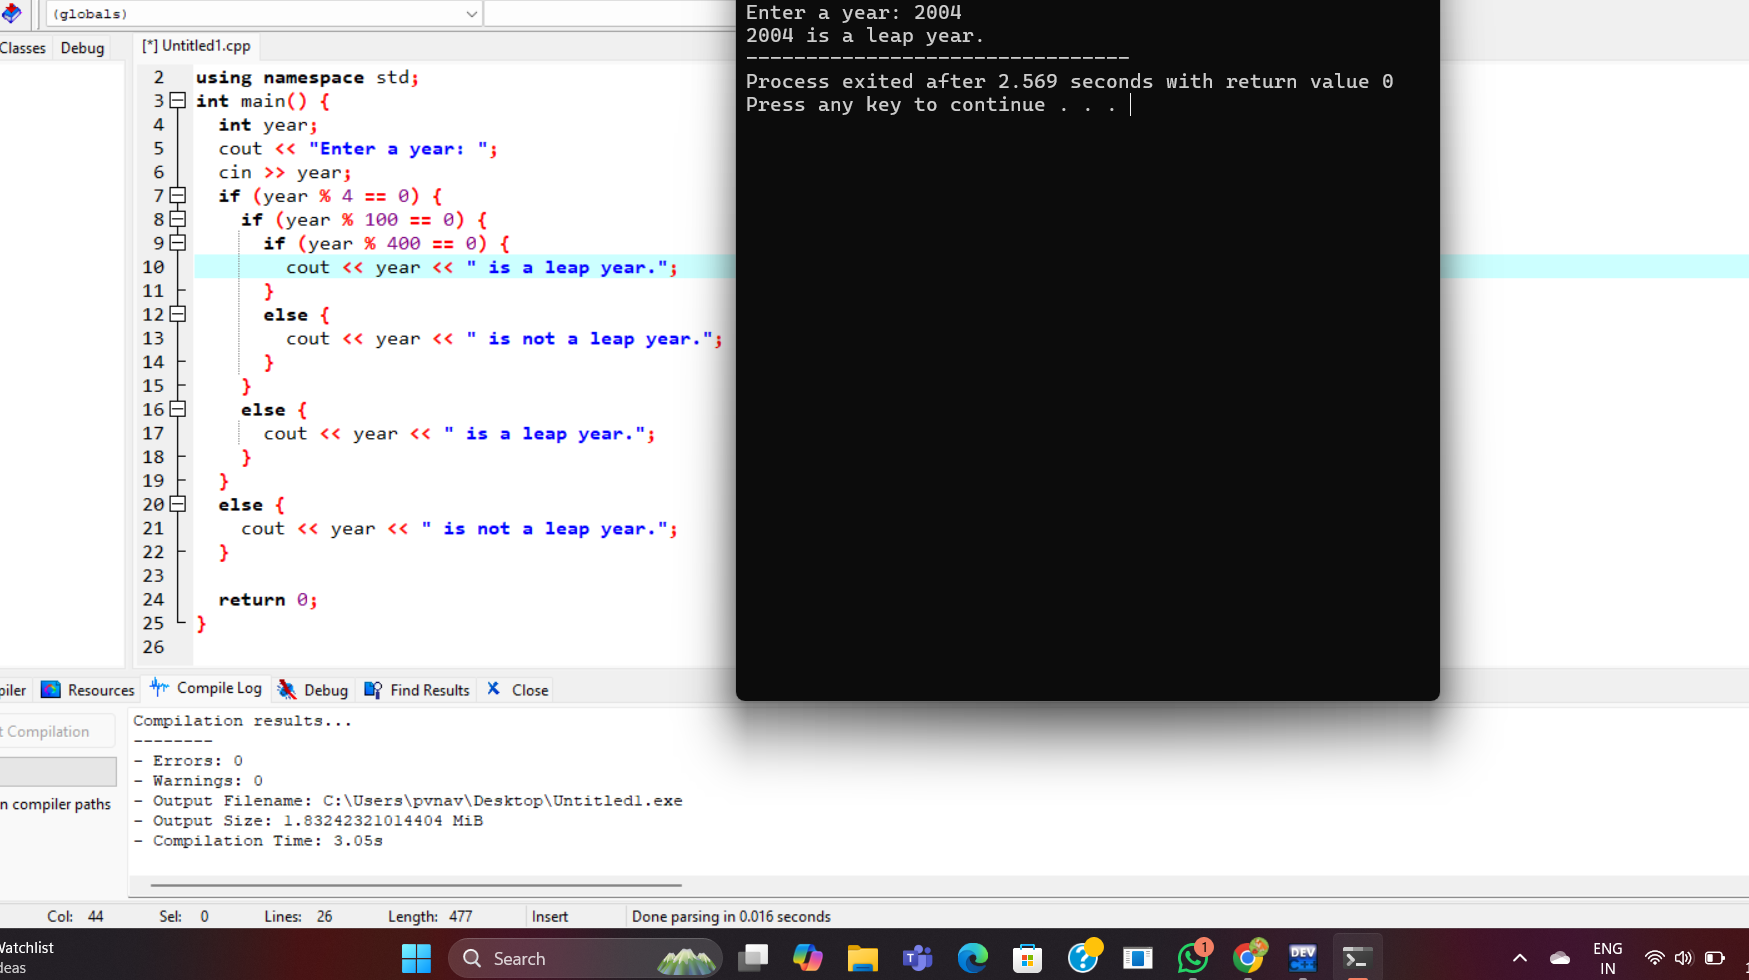 (globals)
Classes Debug
[*] Untitled1.cpp
2 using namespace std;
3 int main() {
4 int year;
5 cout << "Enter a year: ";
6 cin >> year;
7 if (year % 4 == 0) {
8 if (year % 100 == 0) {
9 if (year % 400 == 0) {
10 cout << year << " is a leap year.";
11 }
12 else {
13 cout << year << " is not a leap year.";
14 }
15 }
16 else {
17 cout << year << " is a leap year.";
18 }
19 }
20 else {
21 cout << year << " is not a leap year.";
22 }
23
24 return 0;
25 }
26
Enter a year: 2004
2004 is a leap year.
--------------------------------
Process exited after 2.569 seconds with return value 0
Press any key to continue . . .
piler Resources Compile Log Debug Find Results Close
t Compilation
n compiler paths
Compilation results...
--------
- Errors: 0
- Warnings: 0
- Output Filename: C:\Users\pvnav\Desktop\Untitled1.exe
- Output Size: 1.83242321014404 MiB
- Compilation Time: 3.05s
Col: 44 Sel: 0 Lines: 26 Length: 477 Insert Done parsing in 0.016 seconds
Watchlist
deas
Search
T
1
DEV
C++
ENG
IN